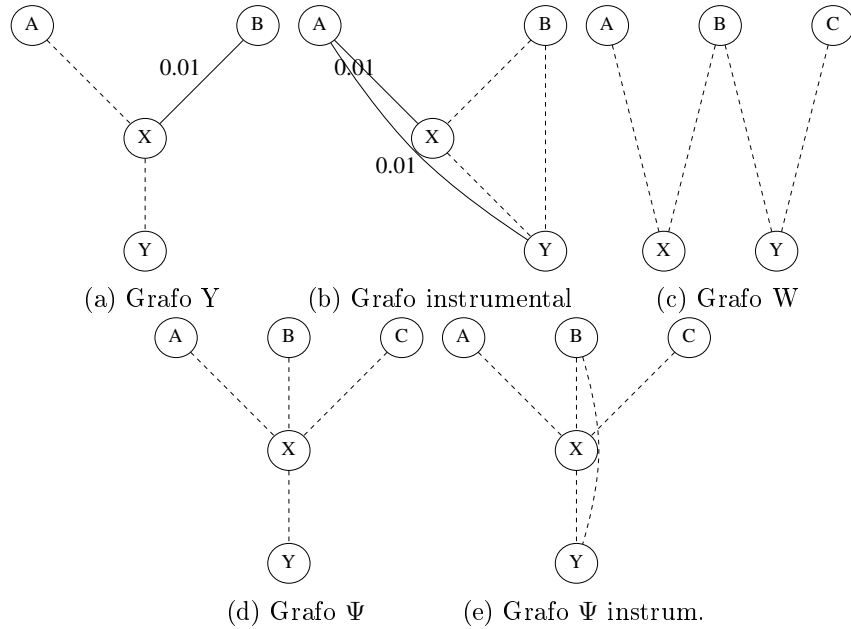 A B A B A B C
0.01 0.01
X X
0.01
Y Y X Y
(a) Grafo Y (b) Grafo instrumental (c) Grafo W
A B C A B C
X X
Y Y
(d) Grafo Ψ (e) Grafo Ψ instrum.